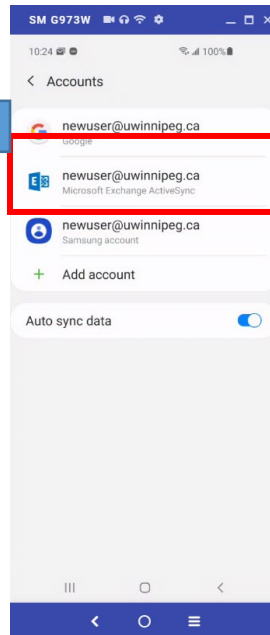 SM G973W
10:24 100%
Accounts
newuser@uwinnipeg.ca
Google
newuser@uwinnipeg.ca
E Microsoft Exchange ActiveSync
newuser@uwinnipeg.ca
Samsung account
+ Add account
Auto sync data